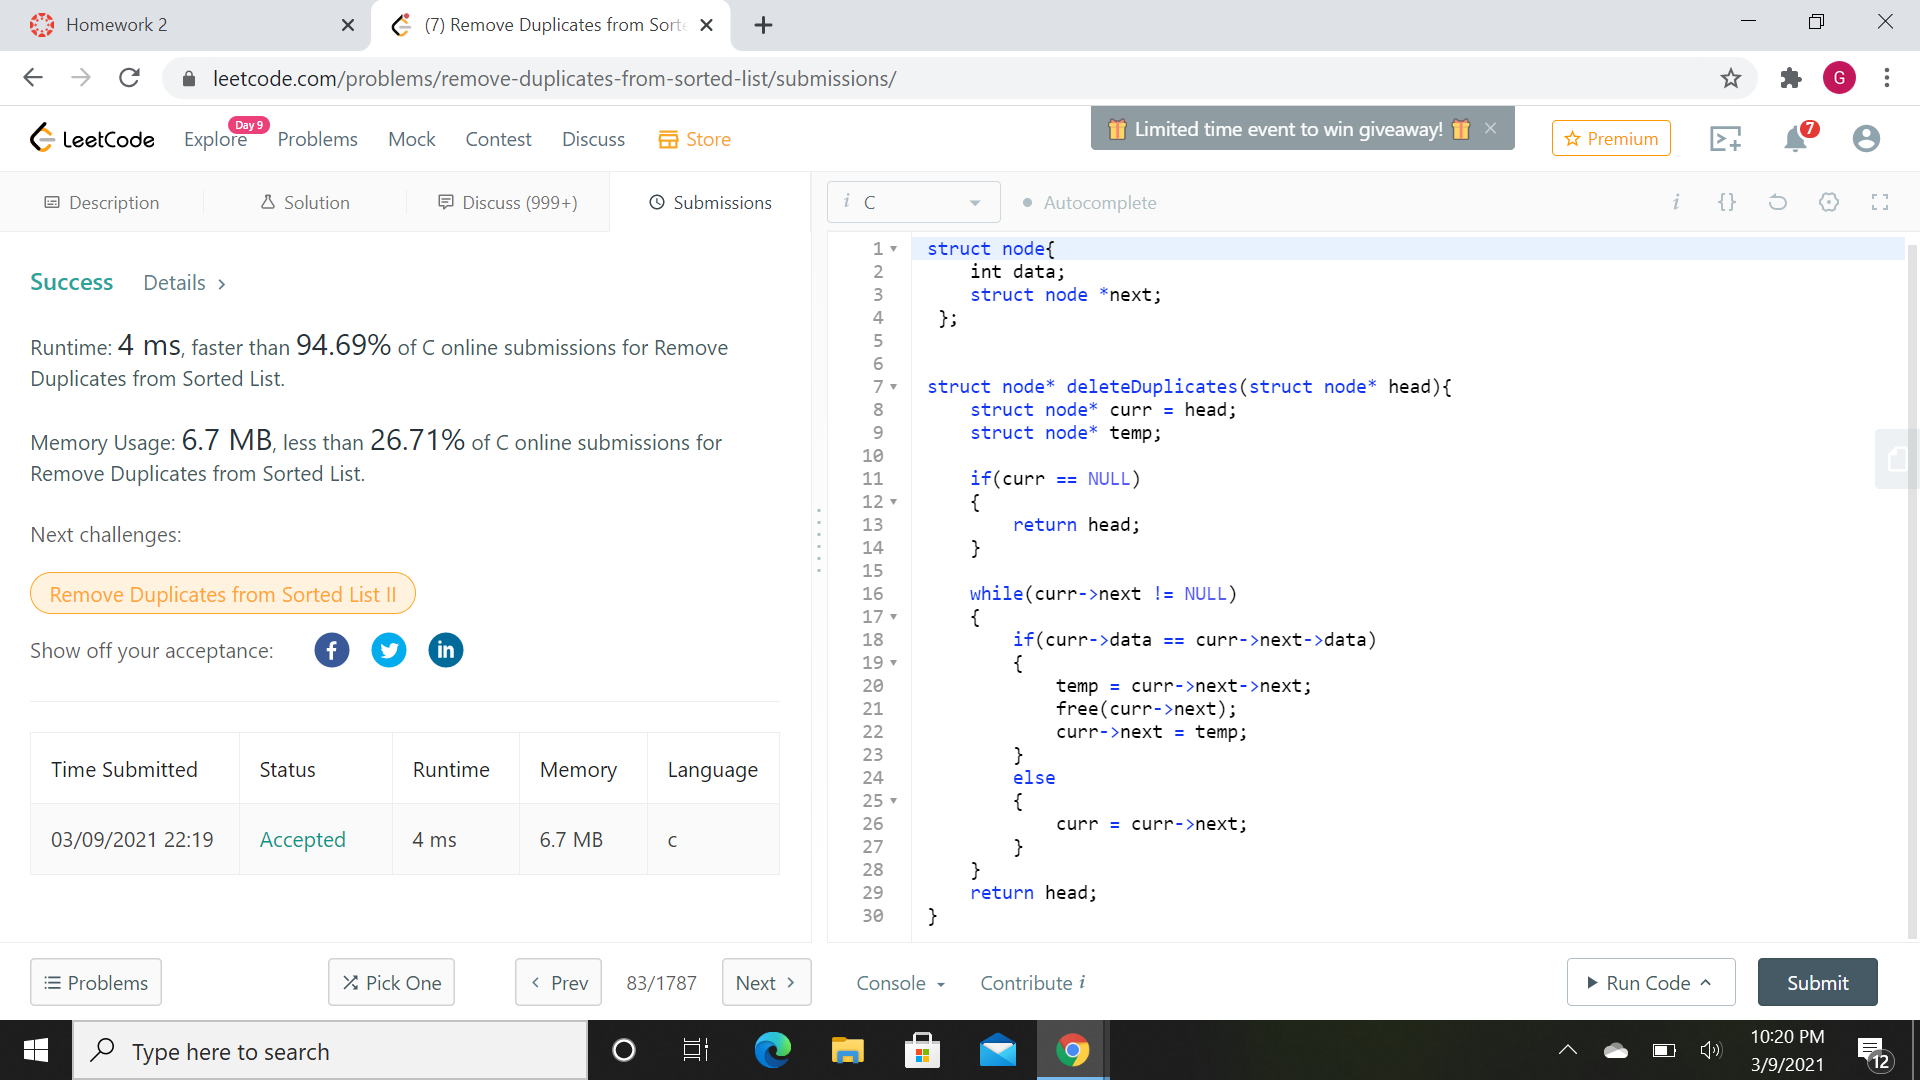 Homework 2
(7) Remove Duplicates from Sorte
leetcode.com/problems/remove-duplicates-from-sorted-list/submissions/
G
LeetCode
Explore
Day 9
Problems
Mock
Contest
Discuss
Store
Limited time event to win giveaway!
Premium
7
Description
Solution
Discuss (999+)
Submissions
i C
Autocomplete
i {}
Success Details >
Runtime: 4 ms, faster than 94.69% of C online submissions for Remove
Duplicates from Sorted List.
Memory Usage: 6.7 MB, less than 26.71% of C online submissions for
Remove Duplicates from Sorted List.
Next challenges:
Remove Duplicates from Sorted List II
Show off your acceptance:
f
in
Time Submitted Status Runtime Memory Language
03/09/2021 22:19 Accepted 4 ms 6.7 MB c
1 struct node{
2 int data;
3 struct node *next;
4 };
5
6
7 struct node* deleteDuplicates(struct node* head){
8 struct node* curr = head;
9 struct node* temp;
10
11 if(curr == NULL)
12 {
13 return head;
14 }
15
16 while(curr->next != NULL)
17 {
18 if(curr->data == curr->next->data)
19 {
20 temp = curr->next->next;
21 free(curr->next);
22 curr->next = temp;
23 }
24 else
25 {
26 curr = curr->next;
27 }
28 }
29 return head;
30 }
Problems
Pick One
< Prev
83/1787
Next >
Console
Contribute i
Run Code
Submit
Type here to search
10:20 PM
3/9/2021
12